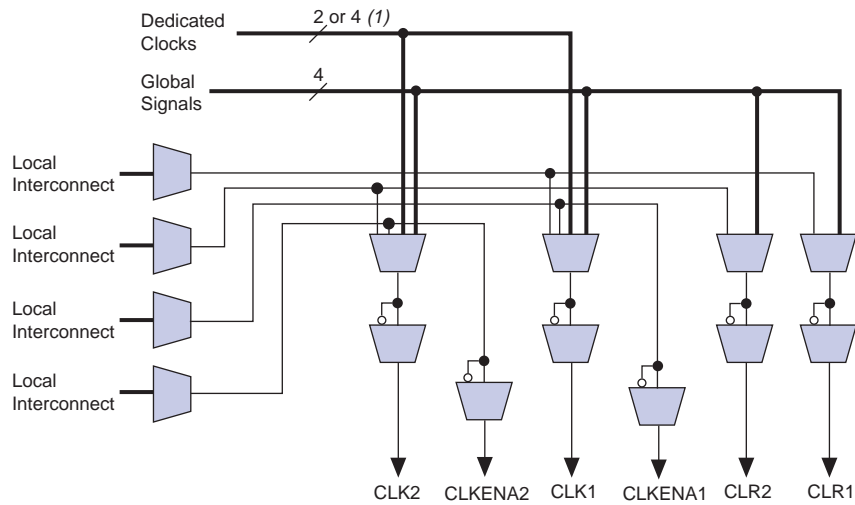 Dedicated
Clocks
2 or 4 (1)
Global
Signals
4
Local
Interconnect
Local
Interconnect
Local
Interconnect
Local
Interconnect
CLK2
CLKENA2
CLK1
CLKENA1
CLR2
CLR1